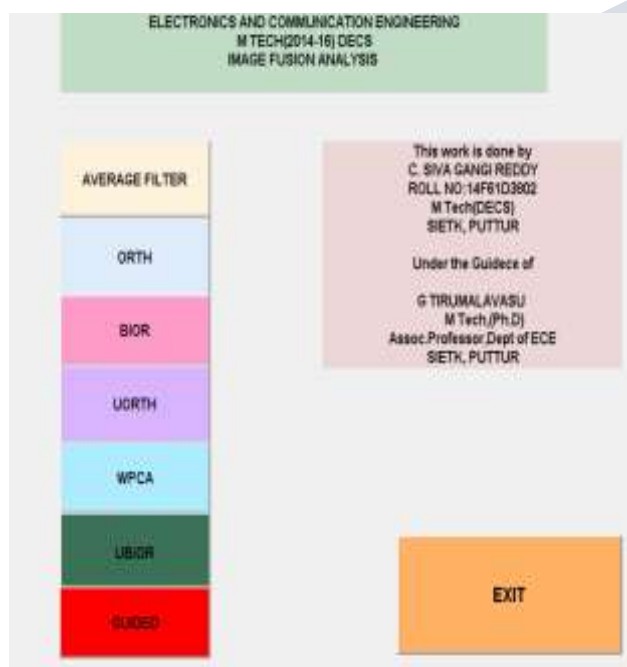 ELECTRONICS AND COMMUNICATION ENGINEERING
M TECH(2014-16) DECS
IMAGE FUSION ANALYSIS
AVERAGE FILTER
ORTH
BIOR
UORTH
WPCA
UBIOR
GUIDED
This work is done by
C. SIVA GANGI REDDY
ROLL NO:14F61D3802
M Tech(DECS)
SIETK, PUTTUR
Under the Guidece of
G TIRUMALAVASU
M Tech,(Ph.D)
Assoc.Professor,Dept of ECE
SIETK, PUTTUR
EXIT